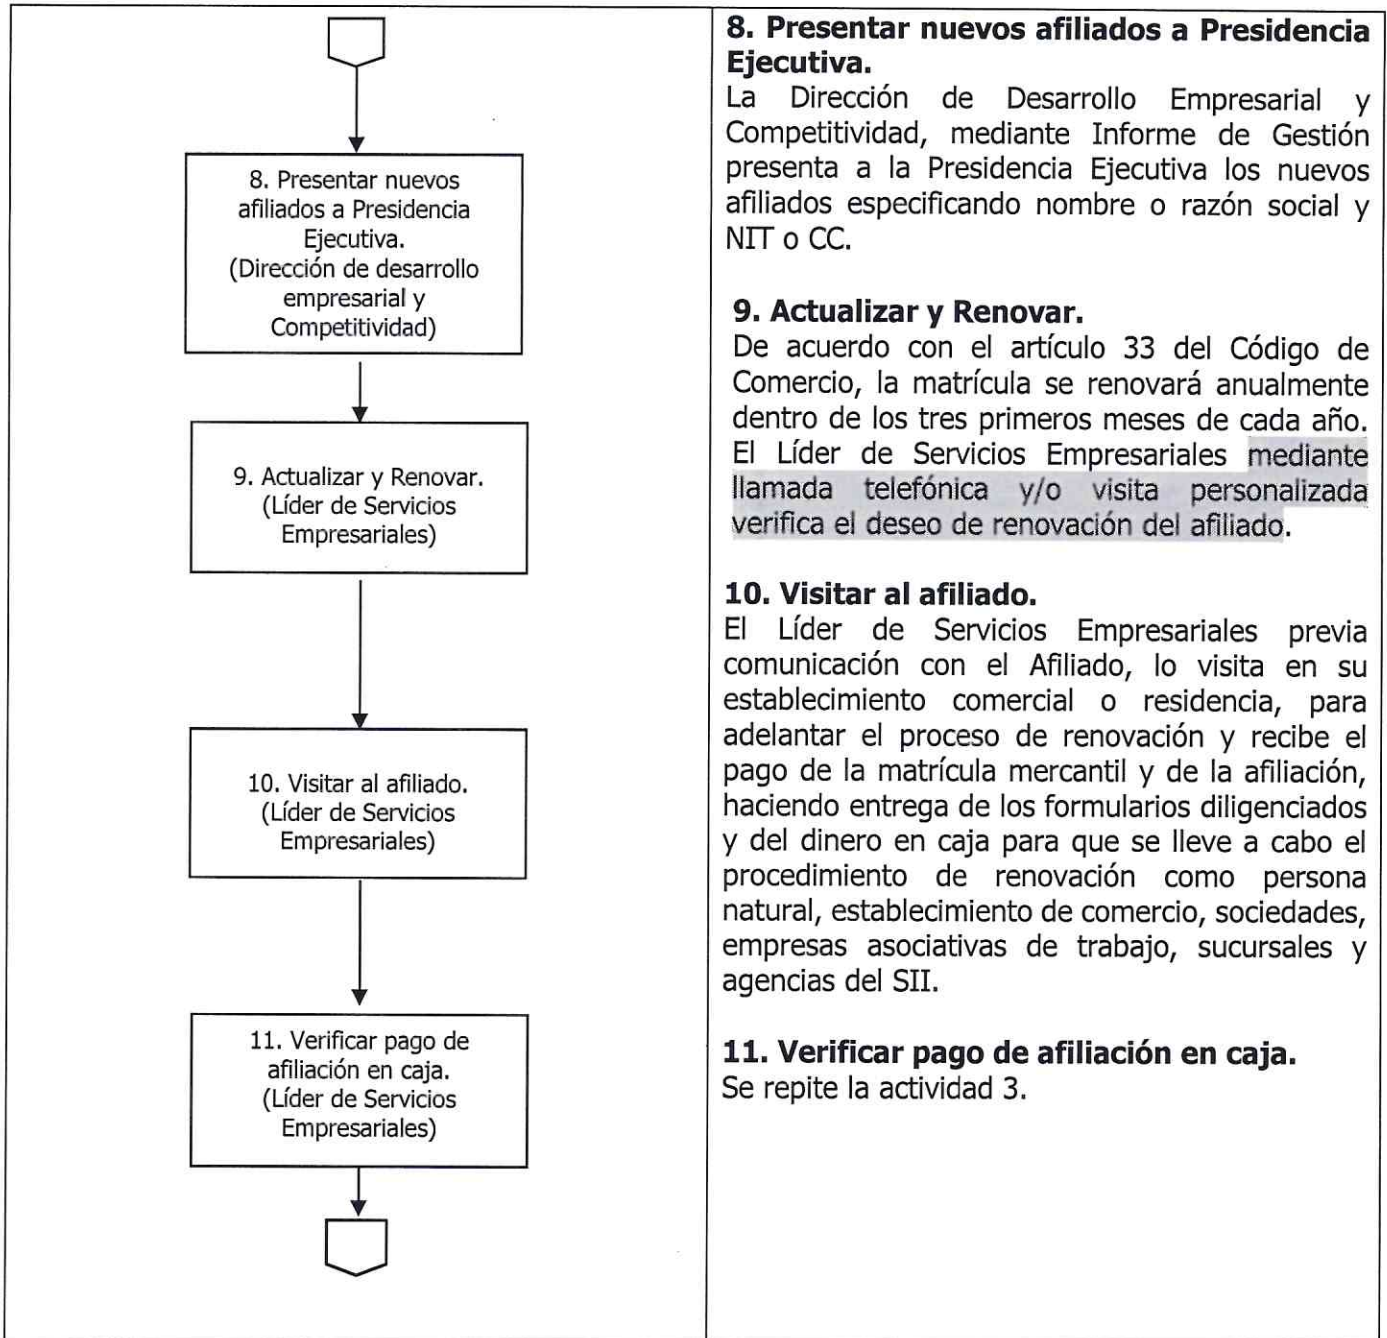 8. Presentar nuevos
afiliados a Presidencia
Ejecutiva.
(Dirección de desarrollo
empresarial y
Competitividad)
9. Actualizar y Renovar.
(Líder de Servicios
Empresariales)
10. Visitar al afiliado.
(Líder de Servicios
Empresariales)
11. Verificar pago de
afiliación en caja.
(Líder de Servicios
Empresariales)
8. Presentar nuevos afiliados a Presidencia
Ejecutiva.
La Dirección de Desarrollo Empresarial y
Competitividad, mediante Informe de Gestión
presenta a la Presidencia Ejecutiva los nuevos
afiliados especificando nombre o razón social y
NIT o CC.
9. Actualizar y Renovar.
De acuerdo con el artículo 33 del Código de
Comercio, la matrícula se renovará anualmente
dentro de los tres primeros meses de cada año.
El Líder de Servicios Empresariales mediante
llamada telefónica y/o visita personalizada
verifica el deseo de renovación del afiliado.
10. Visitar al afiliado.
El Líder de Servicios Empresariales previa
comunicación con el Afiliado, lo visita en su
establecimiento comercial o residencia, para
adelantar el proceso de renovación y recibe el
pago de la matrícula mercantil y de la afiliación,
haciendo entrega de los formularios diligenciados
y del dinero en caja para que se lleve a cabo el
procedimiento de renovación como persona
natural, establecimiento de comercio, sociedades,
empresas asociativas de trabajo, sucursales y
agencias del SII.
11. Verificar pago de afiliación en caja.
Se repite la actividad 3.